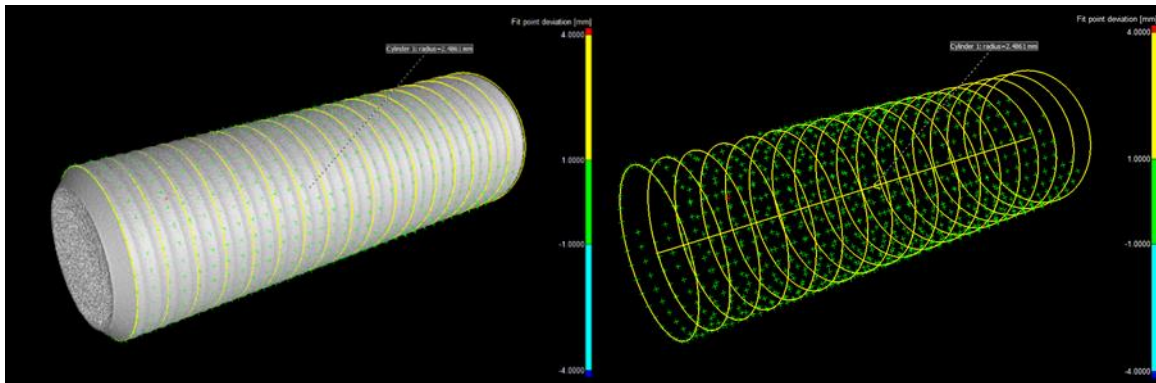 Fit point deviation [mm]
4.0000
Cylinder 1: radius=2.4861 mm
1.0000
-1.0000
-4.0000
Fit point deviation [mm]
4.0000
Cylinder 1: radius=2.4861 mm
1.0000
-1.0000
-4.0000